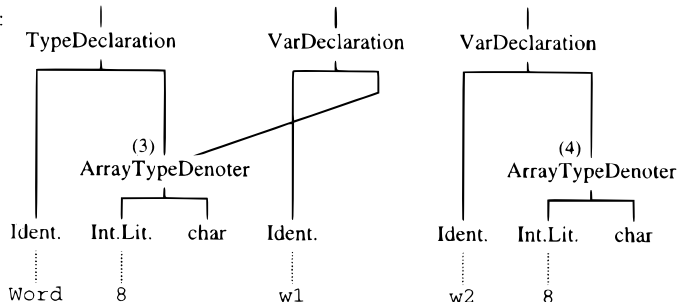 TypeDeclaration VarDeclaration VarDeclaration
(3) (4)
ArrayTypeDenoter ArrayTypeDenoter
Ident. Int.Lit. char Ident. Ident. Int.Lit. char
Word 8 w1 w2 8